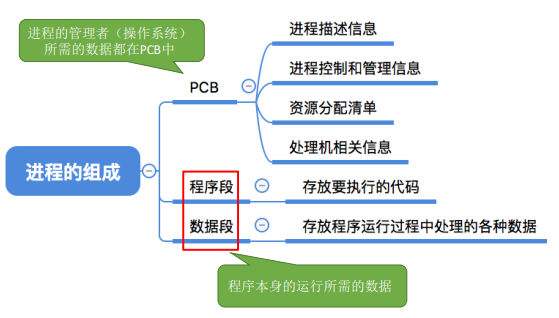 进程的管理者（操作系统）
所需的数据都在PCB中
进程描述信息
进程控制和管理信息
PCB
资源分配清单
处理机相关信息
进程的组成
程序段
存放要执行的代码
数据段
存放程序运行过程中处理的各种数据
程序本身的运行所需的数据